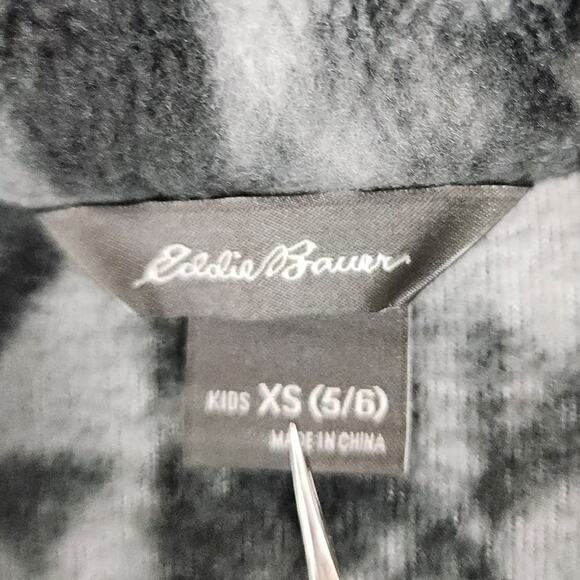 Eddie Bauer
KIDS XS (5/6)
MADE IN CHINA